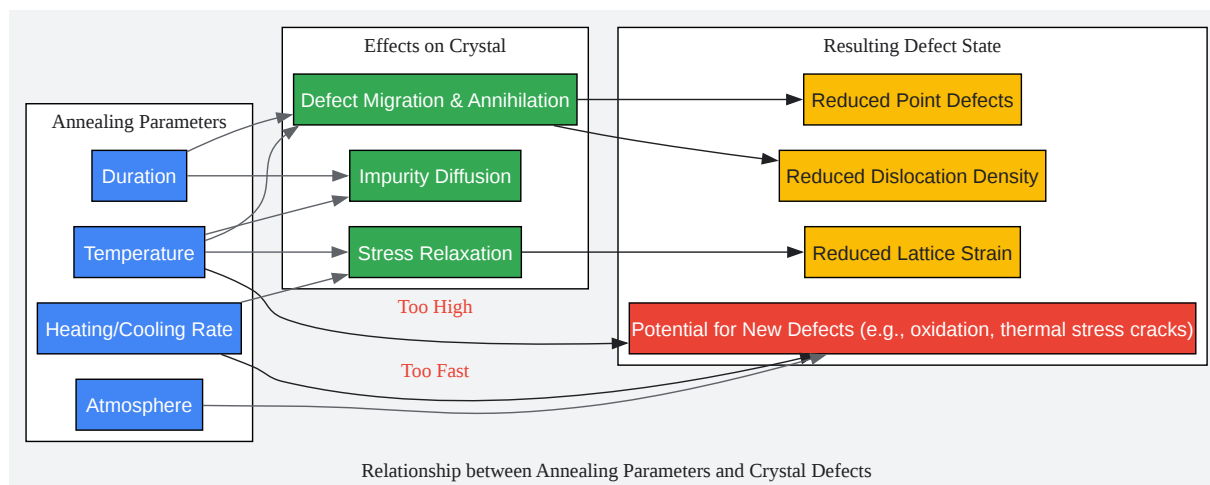 Annealing Parameters
Duration
Temperature
Heating/Cooling Rate
Atmosphere
Effects on Crystal
Defect Migration & Annihilation
Impurity Diffusion
Stress Relaxation
Too High
Too Fast
Resulting Defect State
Reduced Point Defects
Reduced Dislocation Density
Reduced Lattice Strain
Potential for New Defects (e.g., oxidation, thermal stress cracks)
Relationship between Annealing Parameters and Crystal Defects